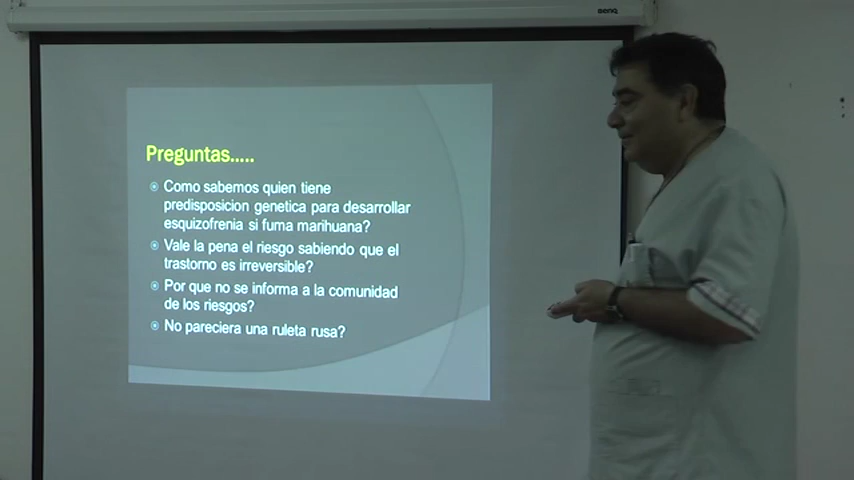 BENQ
Preguntas.....
Como sabemos quien tiene
predisposicion genetica para desarrollar
esquizofrenia si fuma marihuana?
Vale la pena el riesgo sabiendo que el
trastorno es irreversible?
Por que no se informa a la comunidad
de los riesgos?
No pareciera una ruleta rusa?